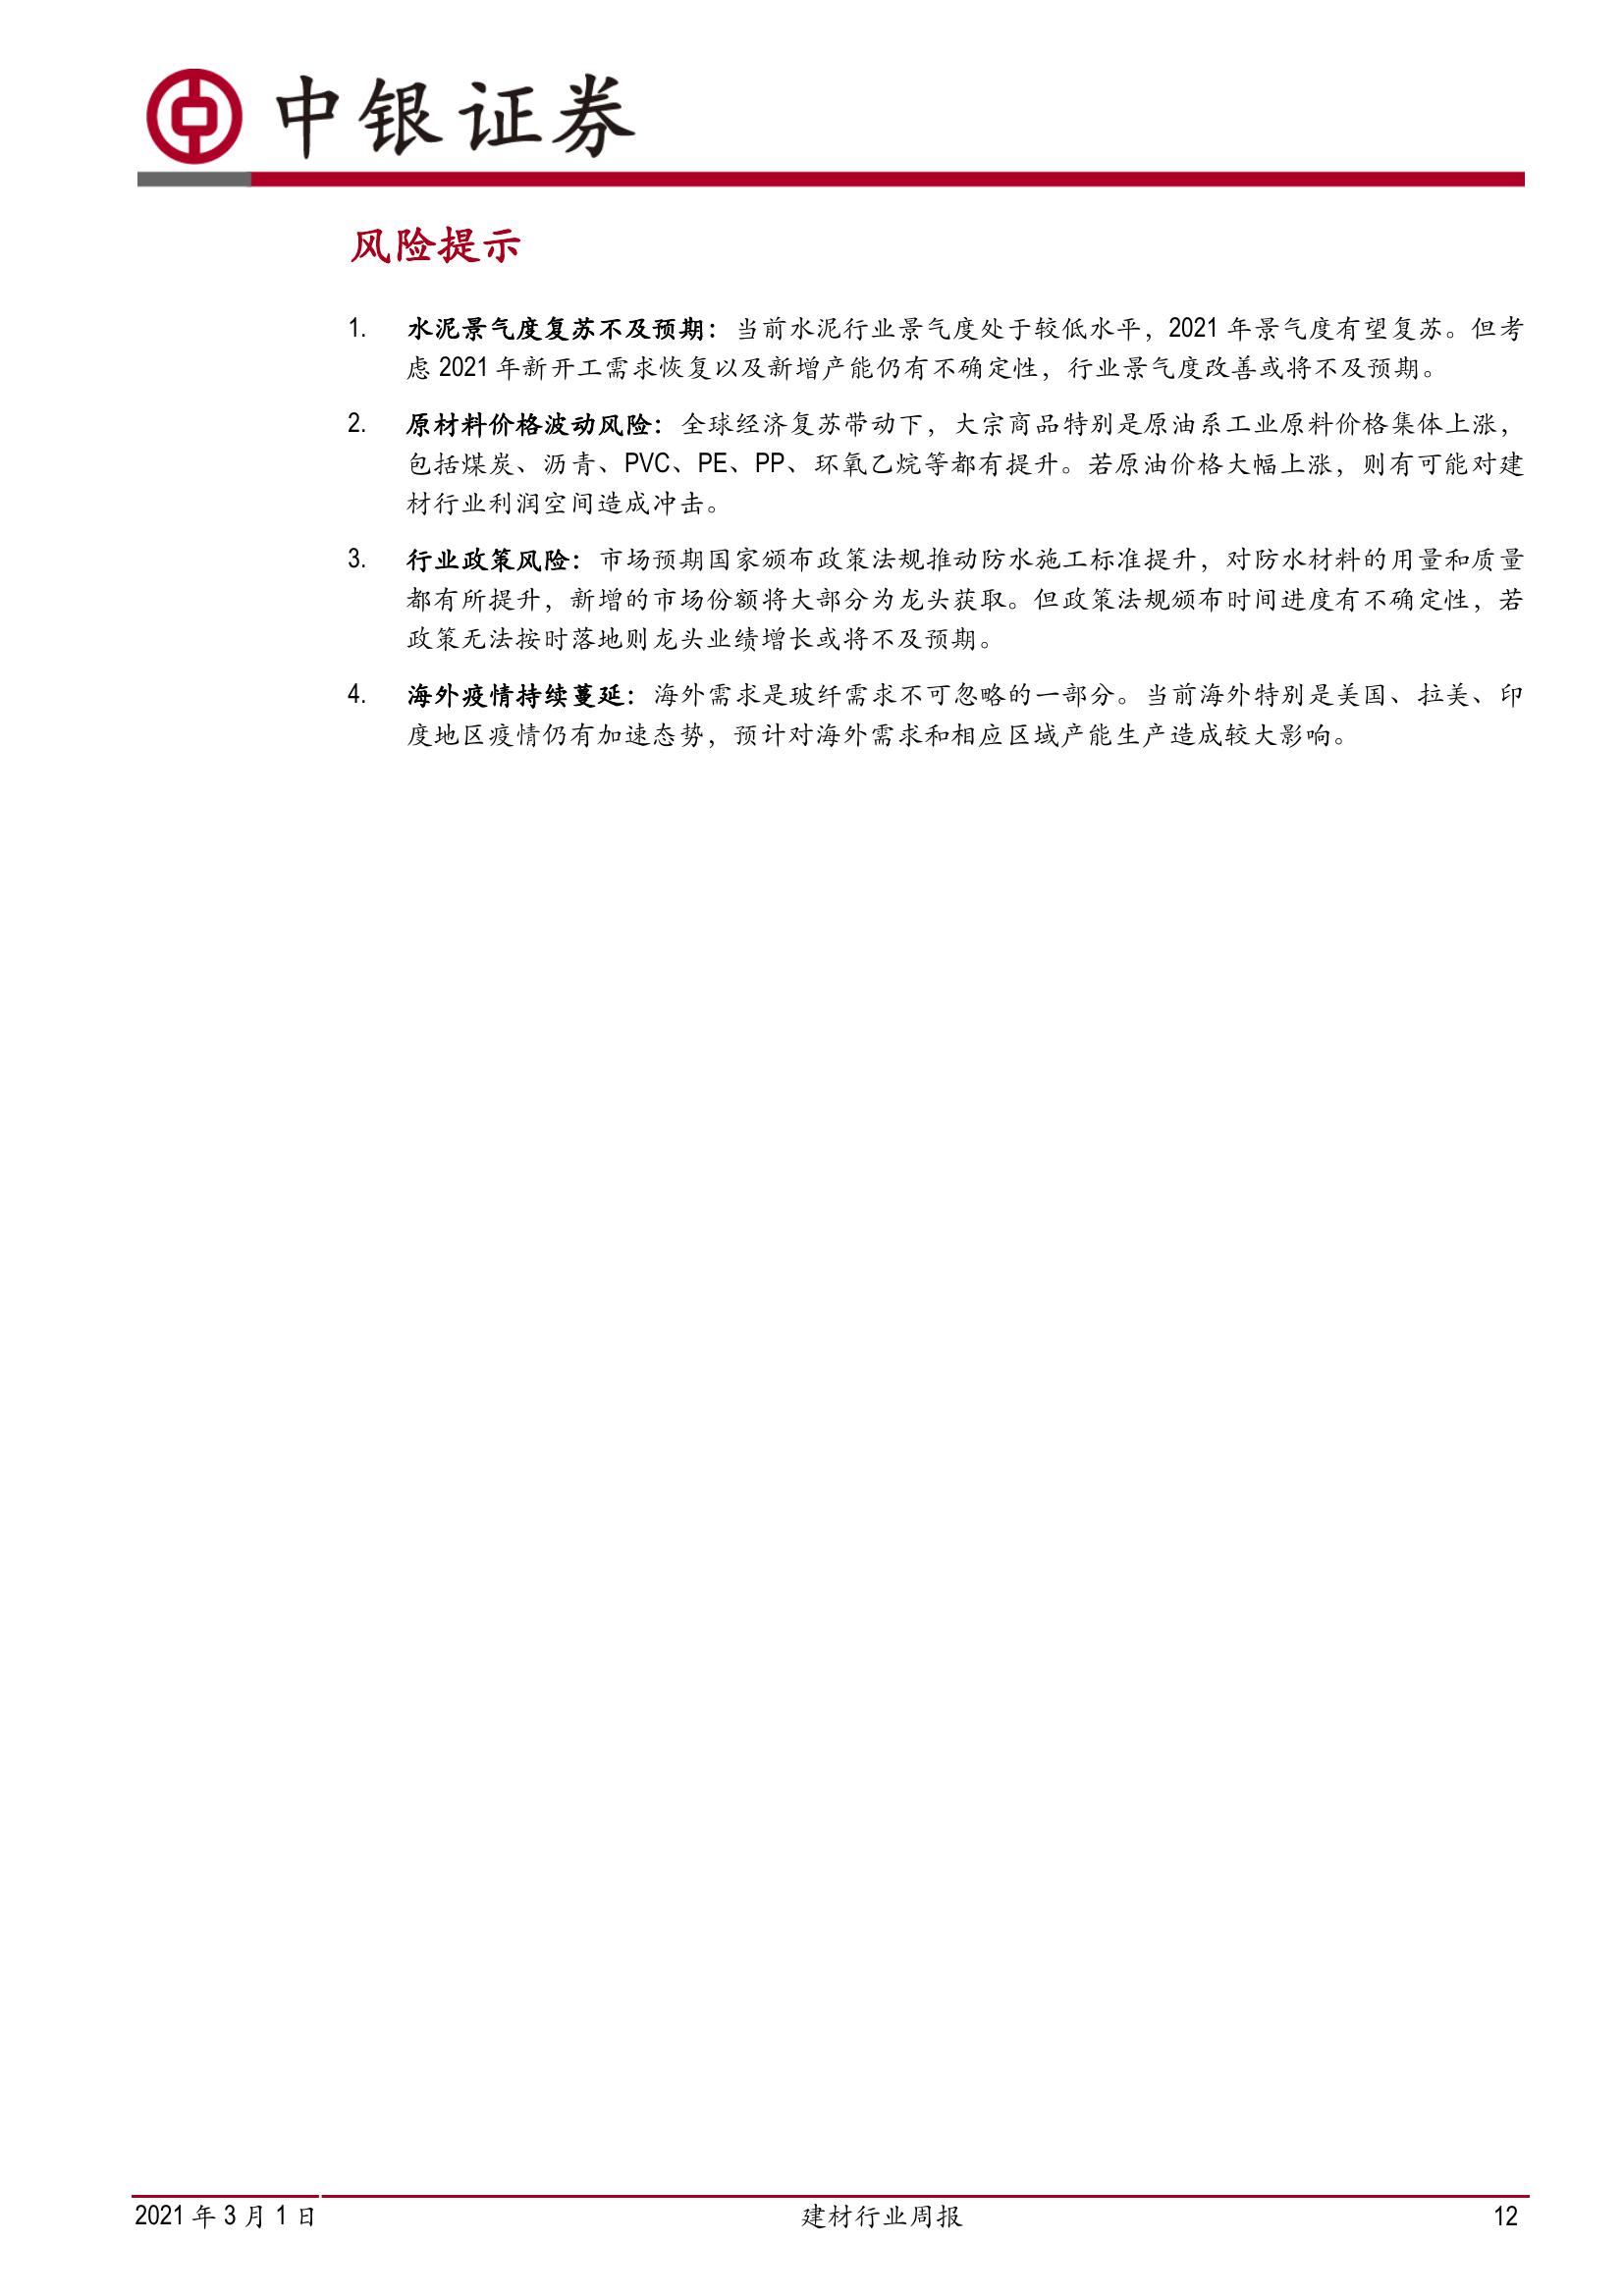 中银证券
风险提示
1. 水泥景气度复苏不及预期：当前水泥行业景气度处于较低水平，2021 年景气度有望复苏。但考
虑 2021 年新开工需求恢复以及新增产能仍有不确定性，行业景气度改善或将不及预期。
2. 原材料价格波动风险：全球经济复苏带动下，大宗商品特别是原油系工业原料价格集体上涨，
包括煤炭、沥青、PVC、PE、PP、环氧乙烷等都有提升。若原油价格大幅上涨，则有可能对建
材行业利润空间造成冲击。
3. 行业政策风险：市场预期国家颁布政策法规推动防水施工标准提升，对防水材料的用量和质量
都有所提升，新增的市场份额将大部分为龙头获取。但政策法规颁布时间进度有不确定性，若
政策无法按时落地则龙头业绩增长或将不及预期。
4. 海外疫情持续蔓延：海外需求是玻纤需求不可忽略的一部分。当前海外特别是美国、拉美、印
度地区疫情仍有加速态势，预计对海外需求和相应区域产能生产造成较大影响。
2021 年 3 月 1 日 建材行业周报 12